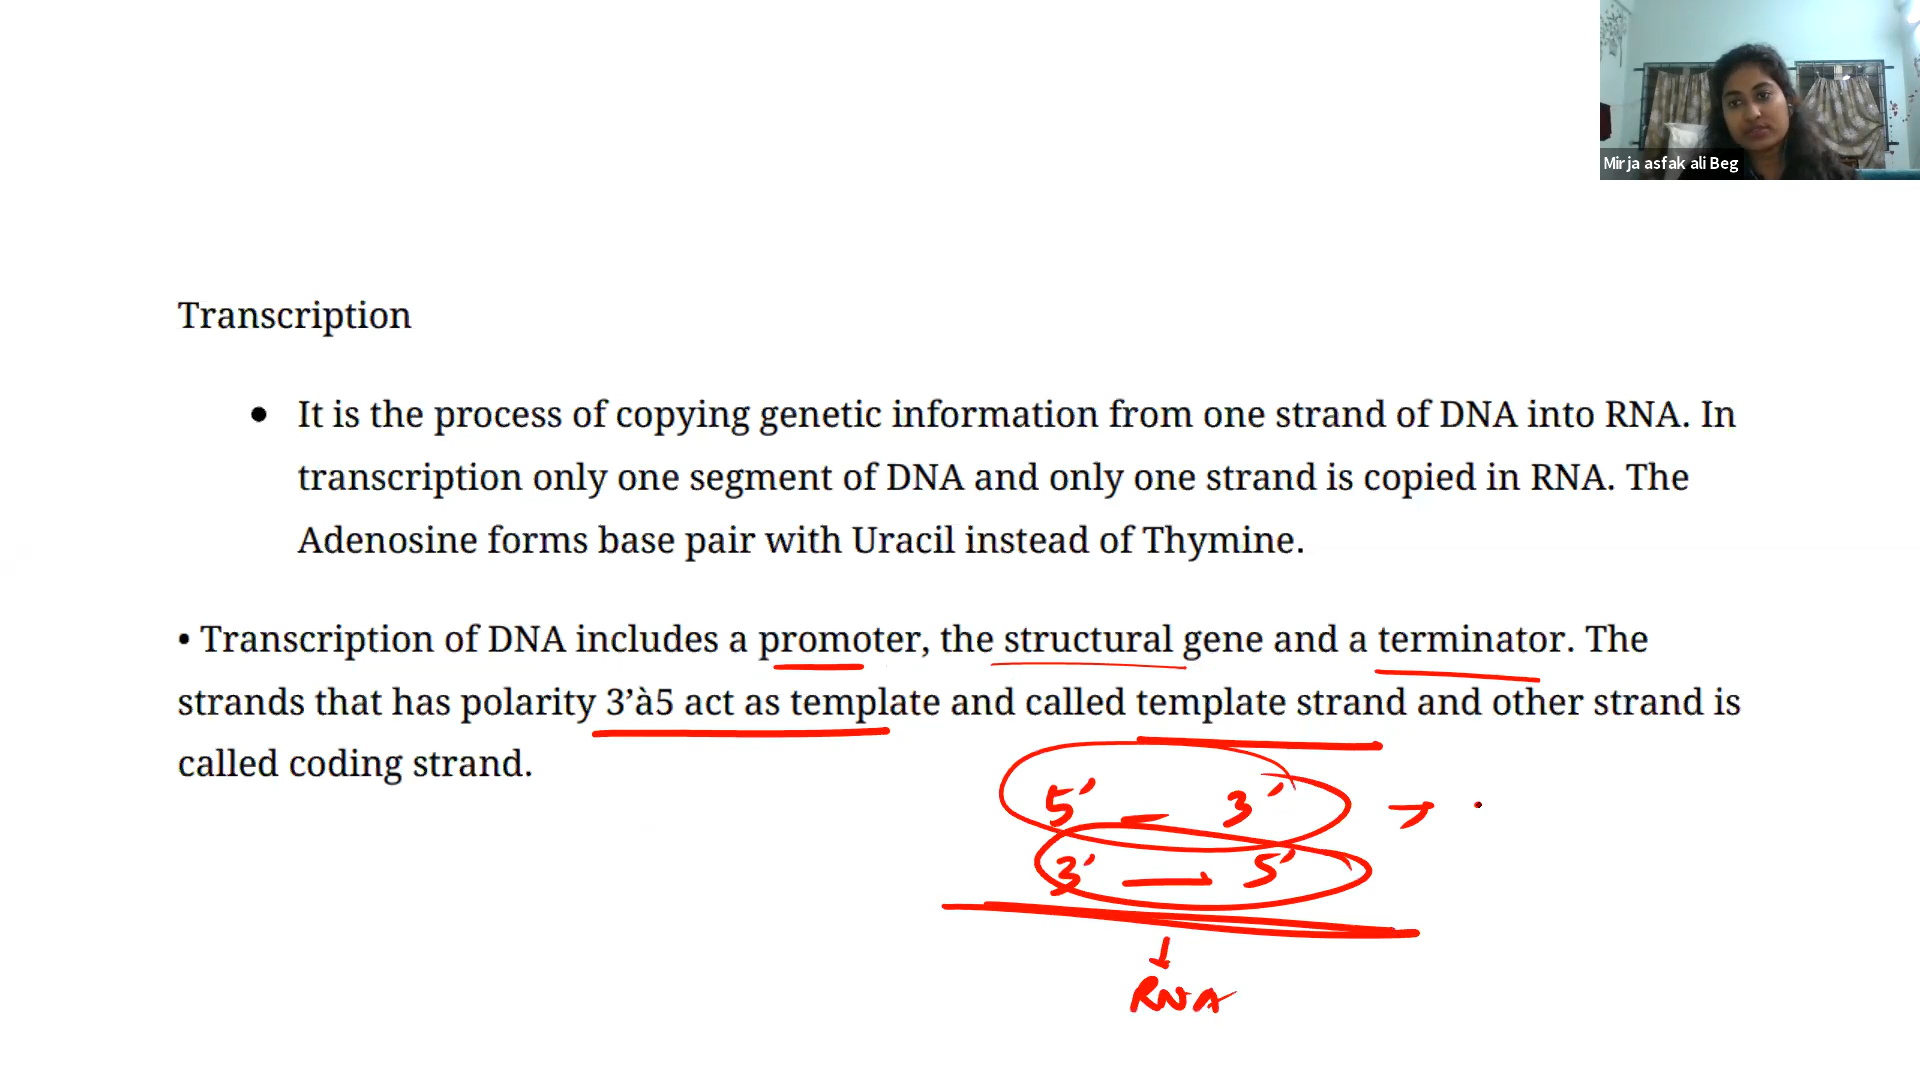 Mirja asfak ali Beg
Transcription
● It is the process of copying genetic information from one strand of DNA into RNA. In
transcription only one segment of DNA and only one strand is copied in RNA. The
Adenosine forms base pair with Uracil instead of Thymine.
• Transcription of DNA includes a promoter, the structural gene and a terminator. The
strands that has polarity 3’à5 act as template and called template strand and other strand is
called coding strand.
5′ — 3′ →
3′ — 5′
RNA